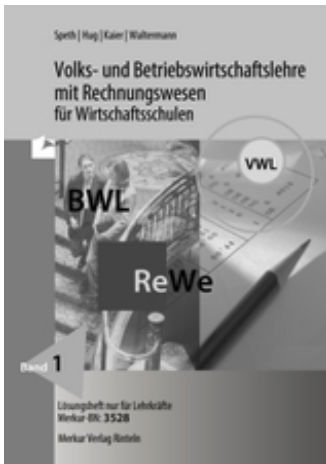 Speth | Hug | Kaier | Waltermann
Volks- und Betriebswirtschaftslehre
mit Rechnungswesen
für Wirtschaftsschulen
VWL
BWL
ReWe
Band 1
Lösungsheft nur für Lehrkräfte
Merkur-BN: 3528
Merkur Verlag Rinteln